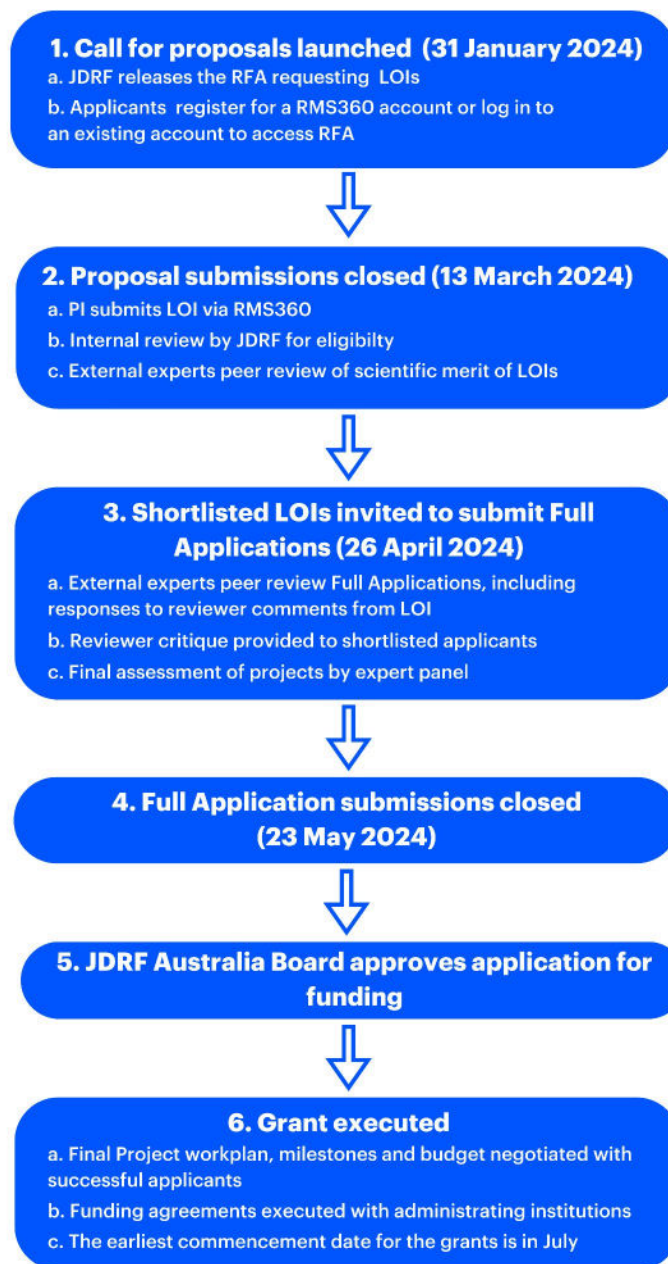 1. Call for proposals launched (31 January 2024)
a. JDRF releases the RFA requesting LOIs
b. Applicants register for a RMS360 account or log in to
an existing account to access RFA
2. Proposal submissions closed (13 March 2024)
a. PI submits LOI via RMS360
b. Internal review by JDRF for eligibilty
c. External experts peer review of scientific merit of LOIs
3. Shortlisted LOIs invited to submit Full
Applications (26 April 2024)
a. External experts peer review Full Applications, including
responses to reviewer comments from LOI
b. Reviewer critique provided to shortlisted applicants
c. Final assessment of projects by expert panel
4. Full Application submissions closed
(23 May 2024)
5. JDRF Australia Board approves application for
funding
6. Grant executed
a. Final Project workplan, milestones and budget negotiated with
successful applicants
b. Funding agreements executed with administrating institutions
c. The earliest commencement date for the grants is in July